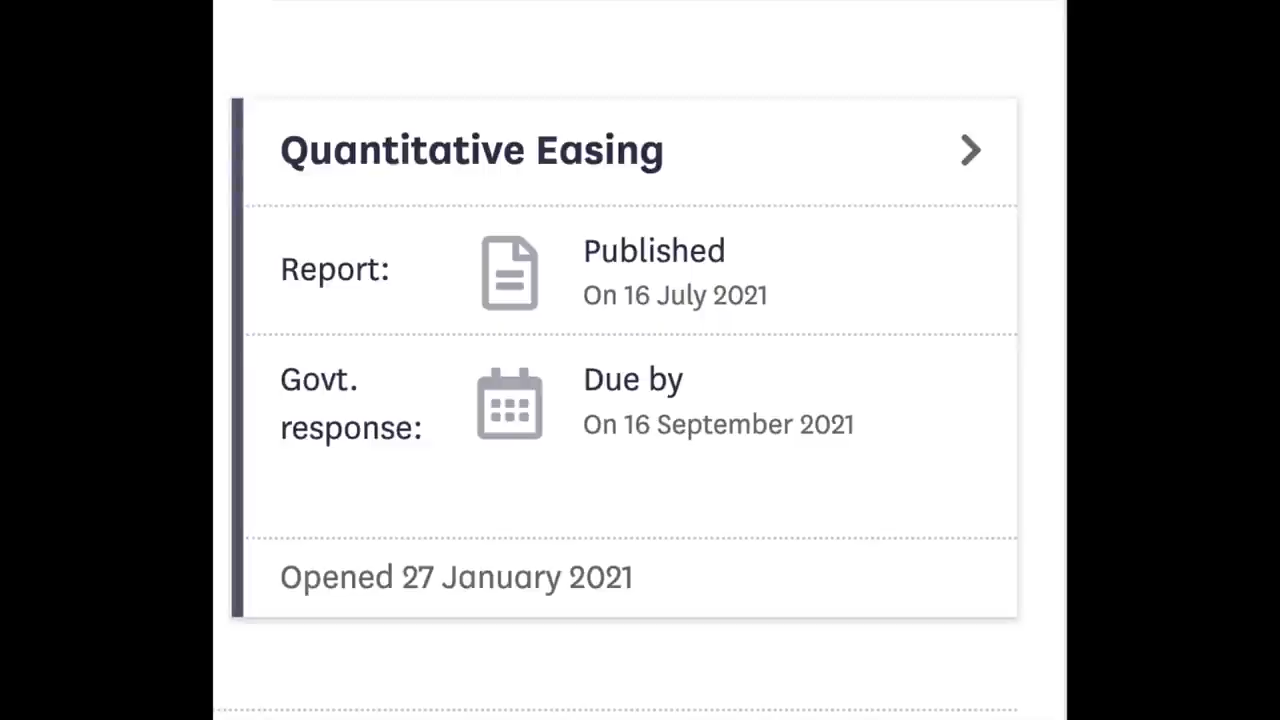 Quantitative Easing
Report:
Published
On 16 July 2021
Govt.
response:
Due by
On 16 September 2021
Opened 27 January 2021